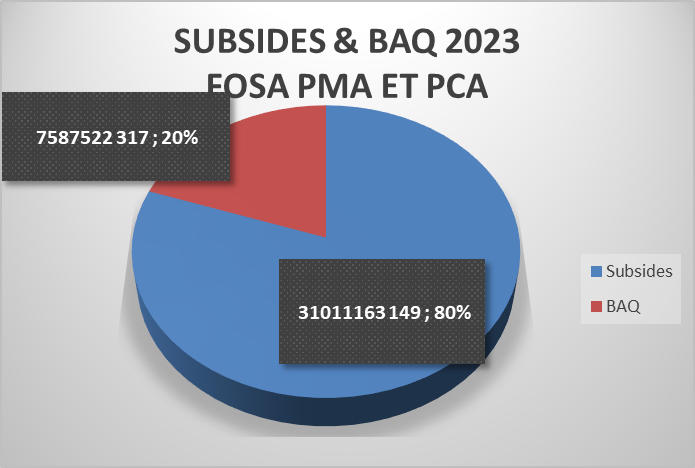 SUBSIDES & BAQ 2023
FOSA PMA ET PCA
7587522 317 ; 20%
31011163 149 ; 80%
Subsides
BAQ